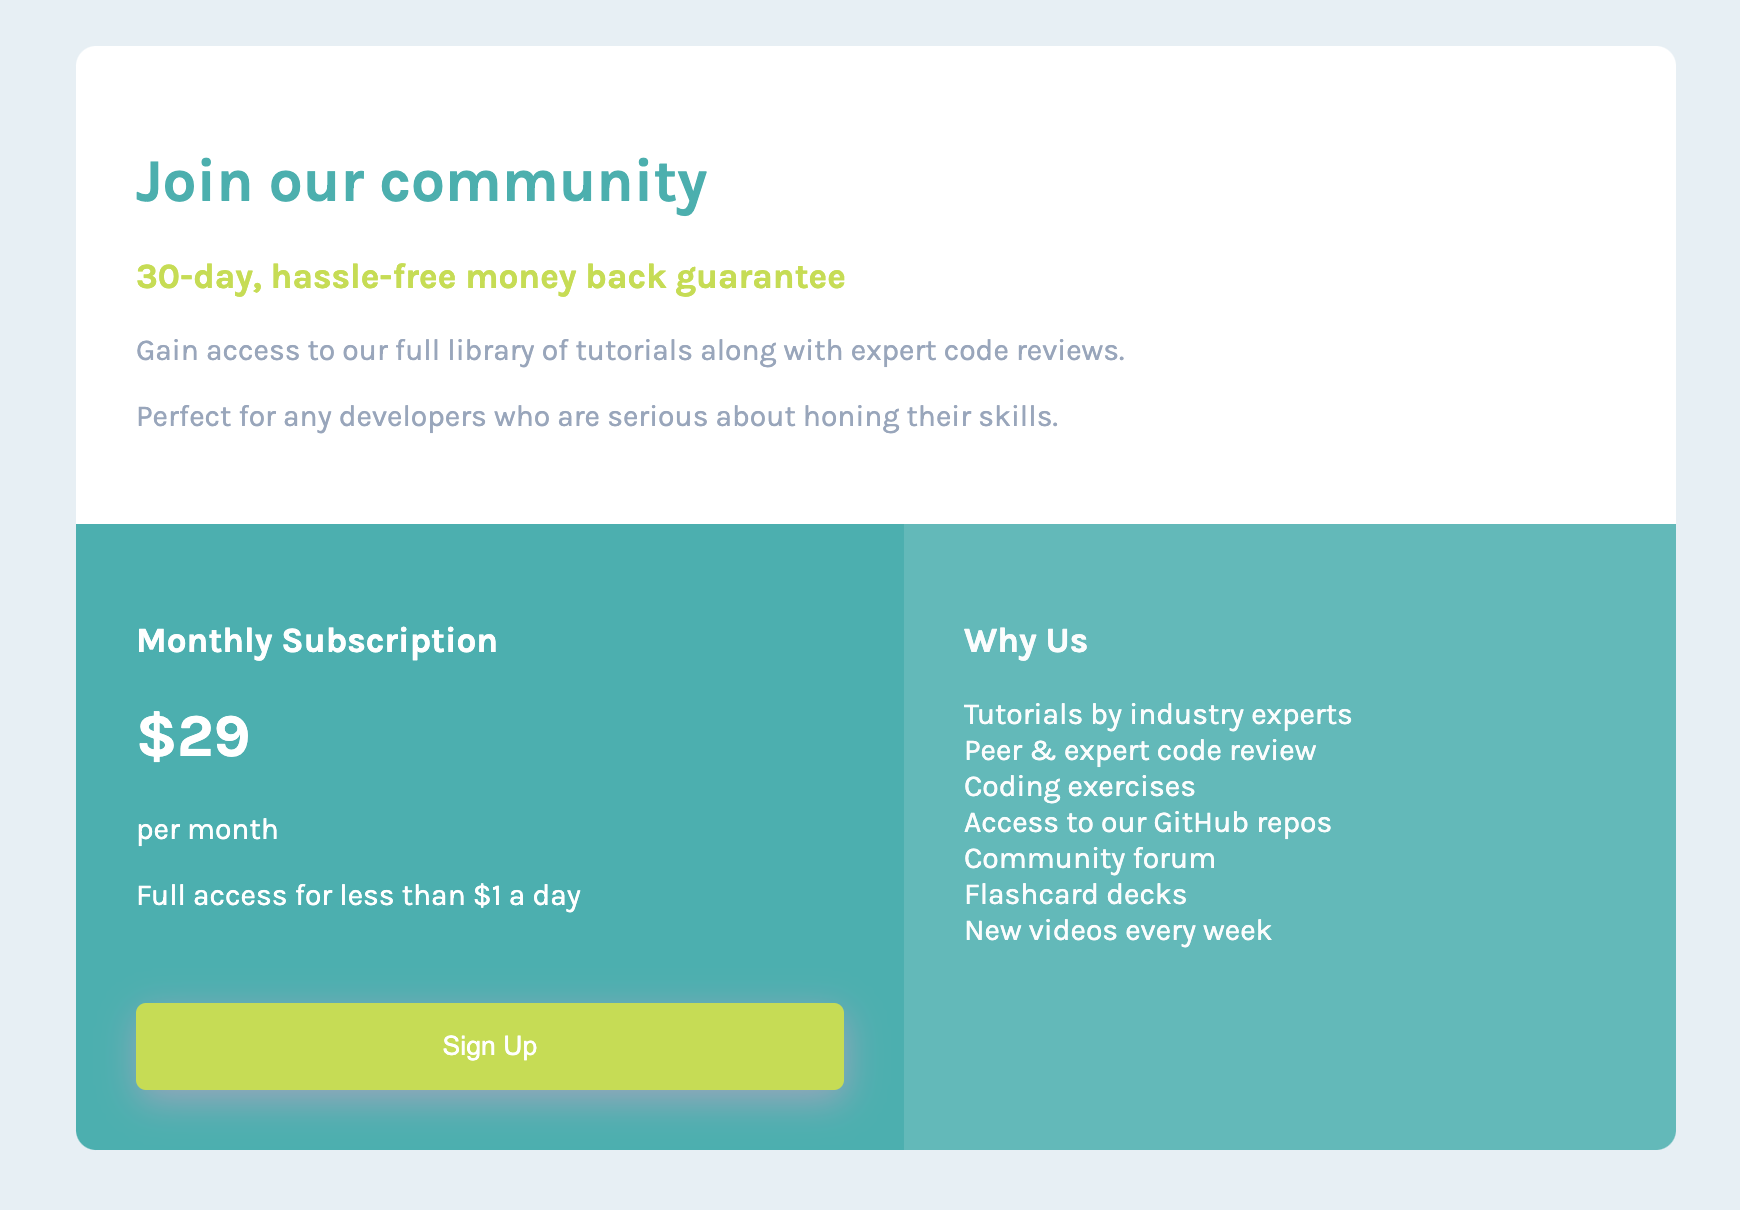 Join our community
30-day, hassle-free money back guarantee
Gain access to our full library of tutorials along with expert code reviews.
Perfect for any developers who are serious about honing their skills.
Monthly Subscription
$29
per month
Full access for less than $1 a day
Sign Up
Why Us
Tutorials by industry experts
Peer & expert code review
Coding exercises
Access to our GitHub repos
Community forum
Flashcard decks
New videos every week